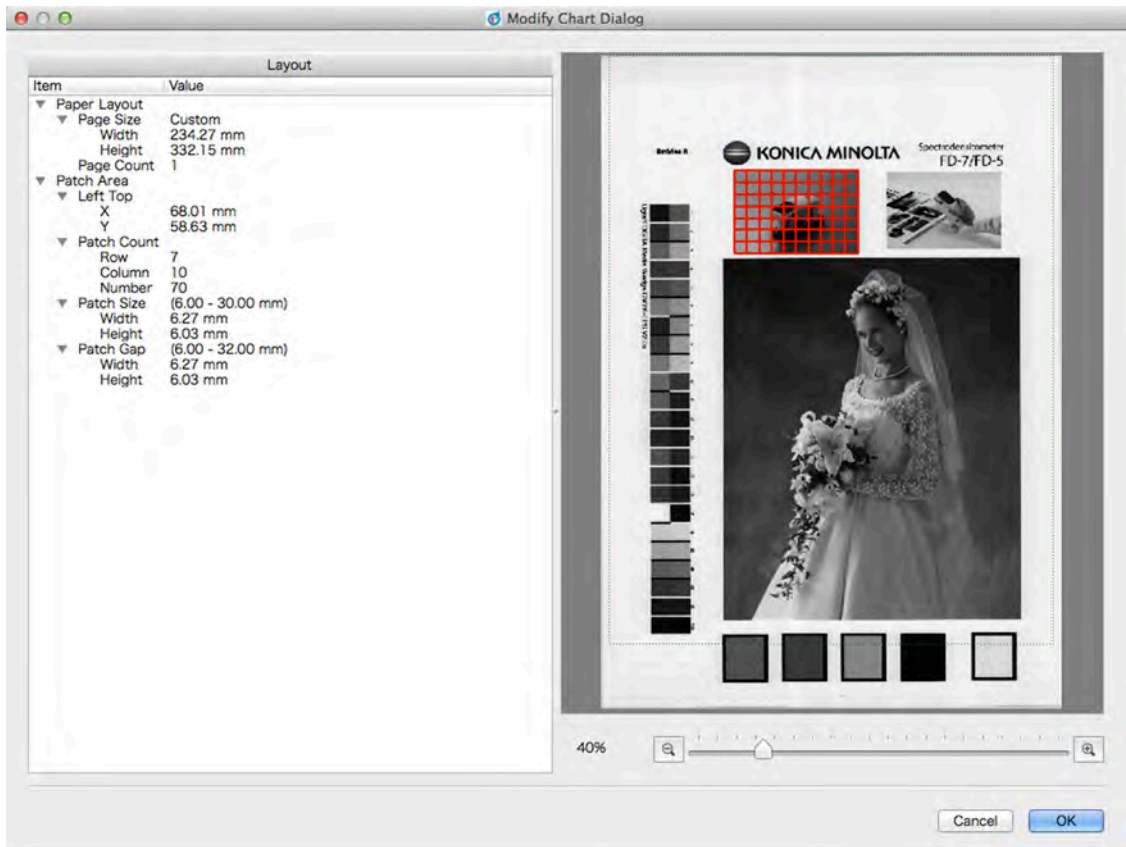 Modify Chart Dialog
Layout
Item Value
Paper Layout
Page Size Custom
Width 234.27 mm
Height 332.15 mm
Page Count 1
Patch Area
Left Top
X 68.01 mm
Y 58.63 mm
Patch Count
Row 7
Column 10
Number 70
Patch Size (6.00 - 30.00 mm)
Width 6.27 mm
Height 6.03 mm
Patch Gap (6.00 - 32.00 mm)
Width 6.27 mm
Height 6.03 mm
KONICA MINOLTA
Spectrodensitometer
FD-7/FD-5
40%
Cancel OK